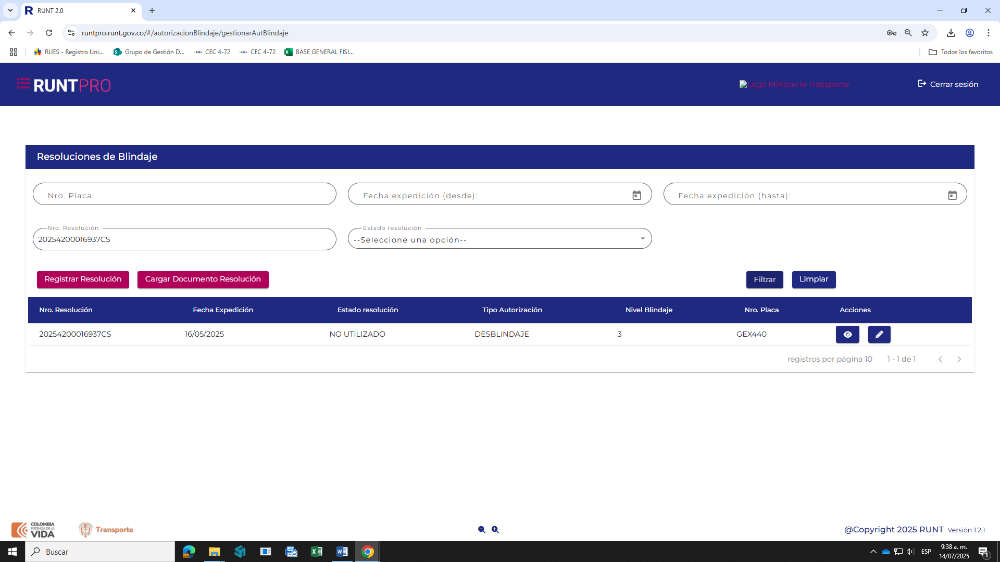 RUNT 2.0
runtpro.runt.gov.co/#/autorizacionBlindaje/gestionarAutBlindaje
RUES - Registro Uni...
Grupo de Gestión D...
CEC 4-72
CEC 4-72
BASE GENERAL FISI...
Todos los favoritos
RUNTPRO
Logo Ministerio Transporte
Cerrar sesión
Resoluciones de Blindaje
Nro. Placa
Fecha expedición (desde):
Fecha expedición (hasta):
Nro. Resolución
20254200016937CS
Estado resolución
--Seleccione una opción--
Registrar Resolución
Cargar Documento Resolución
Filtrar
Limpiar
Nro. Resolución Fecha Expedición Estado resolución Tipo Autorización Nivel Blindaje Nro. Placa Acciones
20254200016937CS 16/05/2025 NO UTILIZADO DESBLINDAJE 3 GEX440
registros por página 10 1 - 1 de 1
COLOMBIA
POTENCIA DE LA
VIDA
Transporte
@Copyright 2025 RUNT Versión 1.2.1
Buscar
ESP
9:38 a. m.
14/07/2025
1